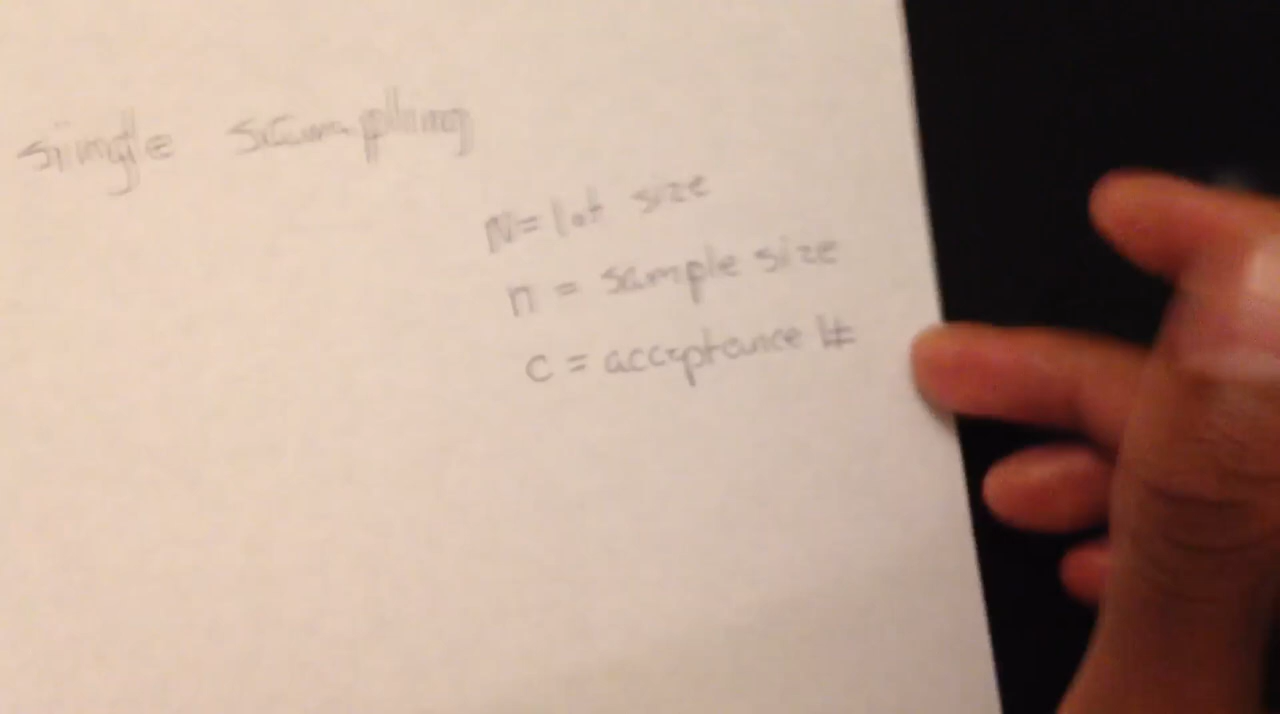 single sampling
N = lot size
n = sample size
c = acceptance #